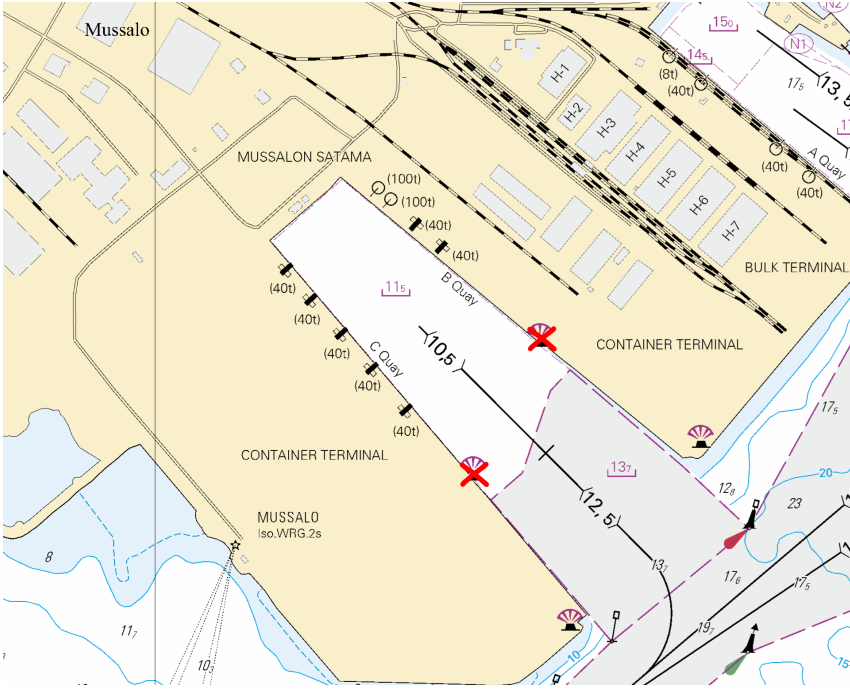 Mussalo
15₀
N2
N1
14₅
(8t)
17₅
(13,5
(40t)
H-1
H-2
H-3
H-4
H-5
H-6
H-7
(40t)
(40t)
A Quay
MUSSALON SATAMA
(100t)
(100t)
(40t)
(40t)
BULK TERMINAL
(40t)
11₅
B Quay
(40t)
(40t)
C Quay
(10,5)
CONTAINER TERMINAL
(40t)
(40t)
17₅
CONTAINER TERMINAL
13₇
20
12₈
23
(12,5)
MUSSALO
Iso.WRG.2s
8
13₇
17₆
17₅
11₇
19₇
10
15